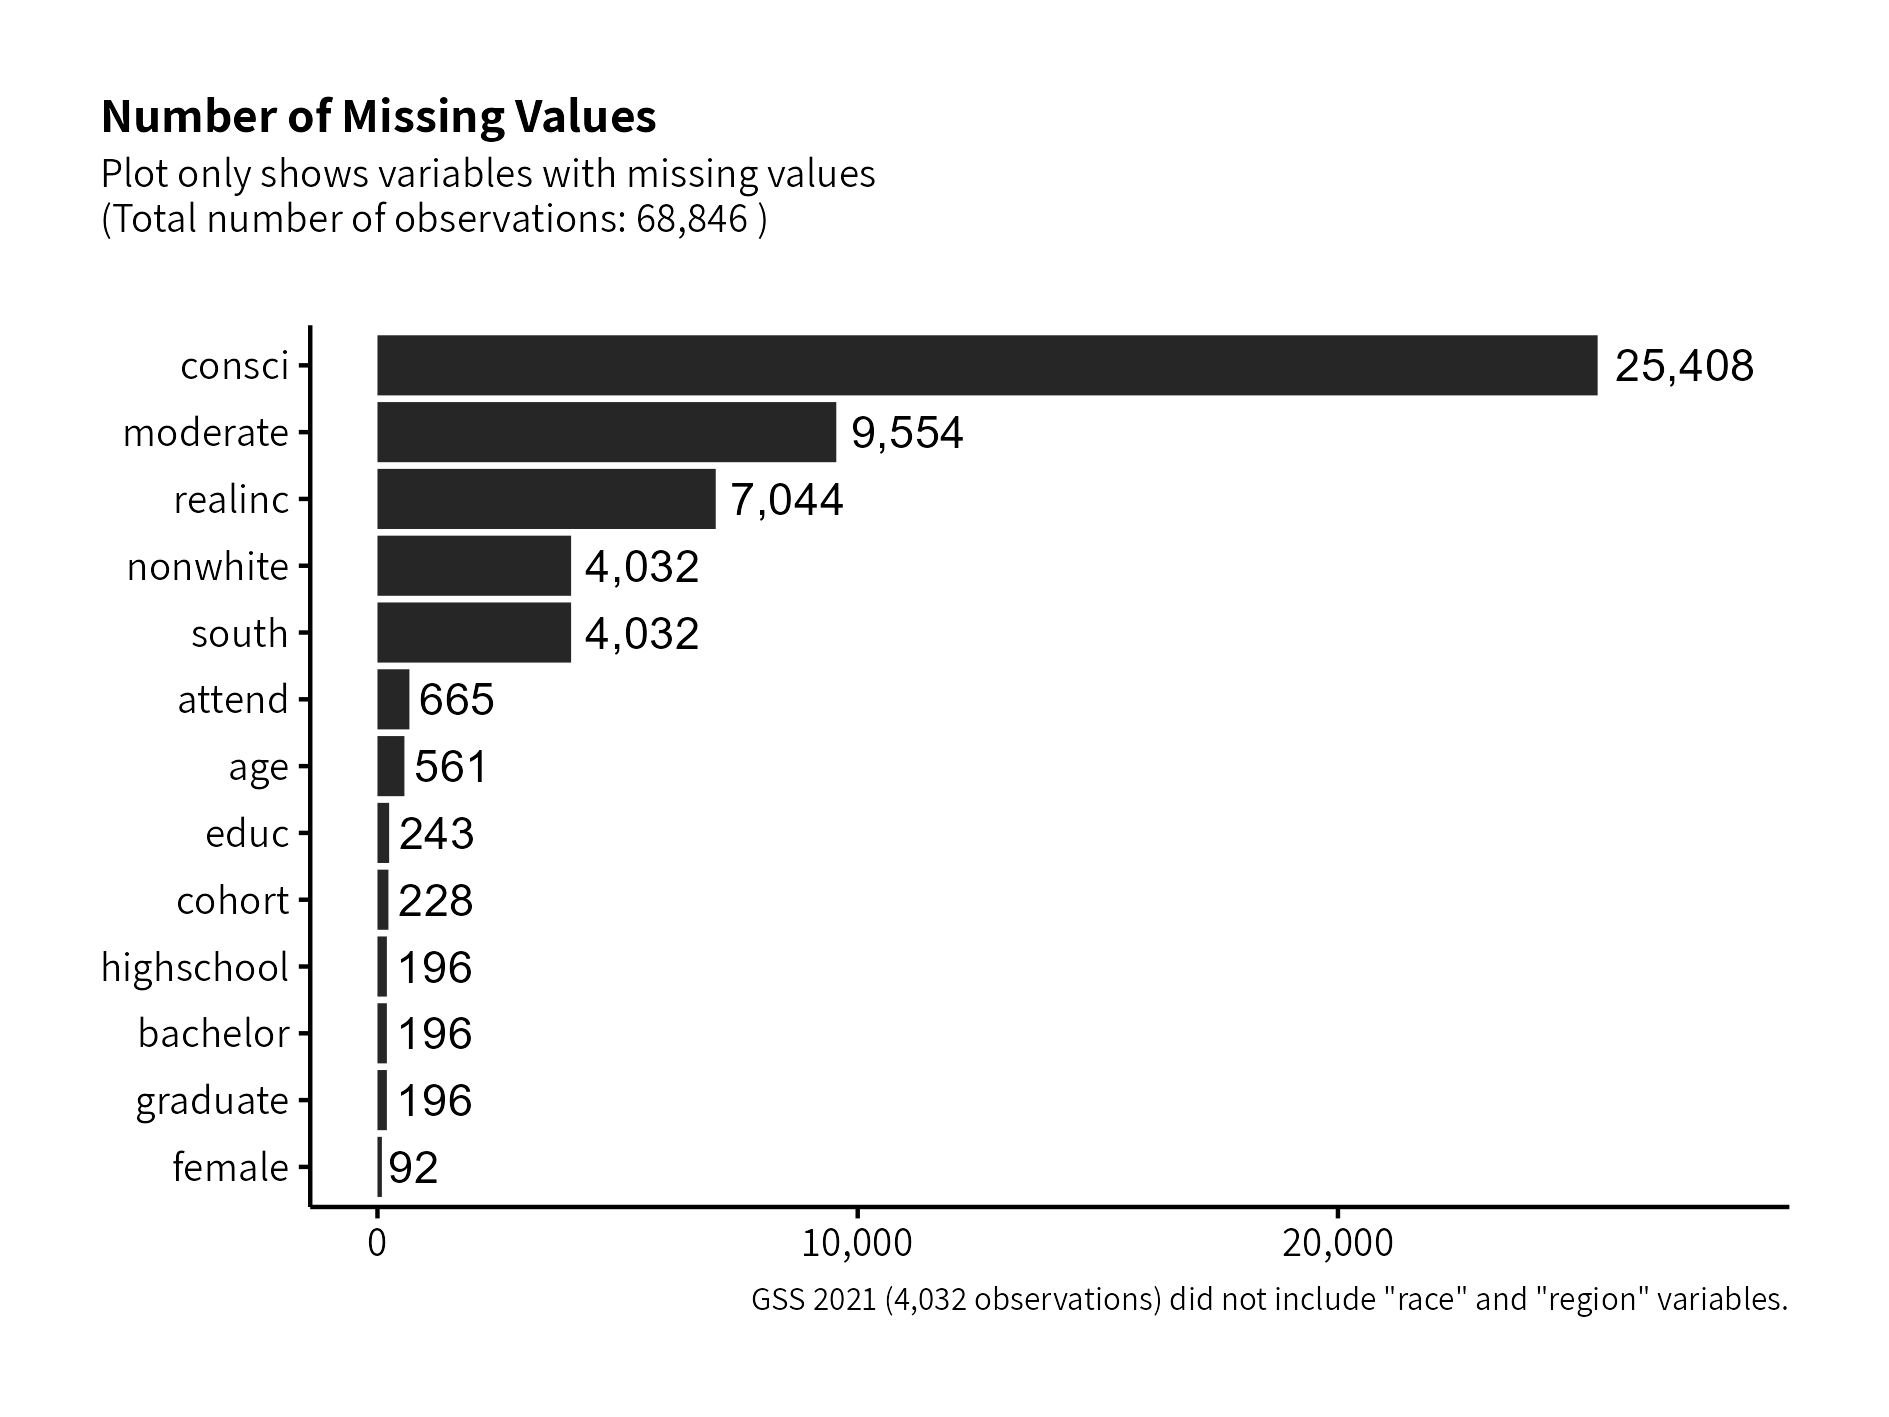 Number of Missing Values
Plot only shows variables with missing values
(Total number of observations: 68,846 )
consci 25,408
moderate 9,554
realinc 7,044
nonwhite 4,032
south 4,032
attend 665
age 561
educ 243
cohort 228
highschool 196
bachelor 196
graduate 196
female 92
0 10,000 20,000
GSS 2021 (4,032 observations) did not include "race" and "region" variables.